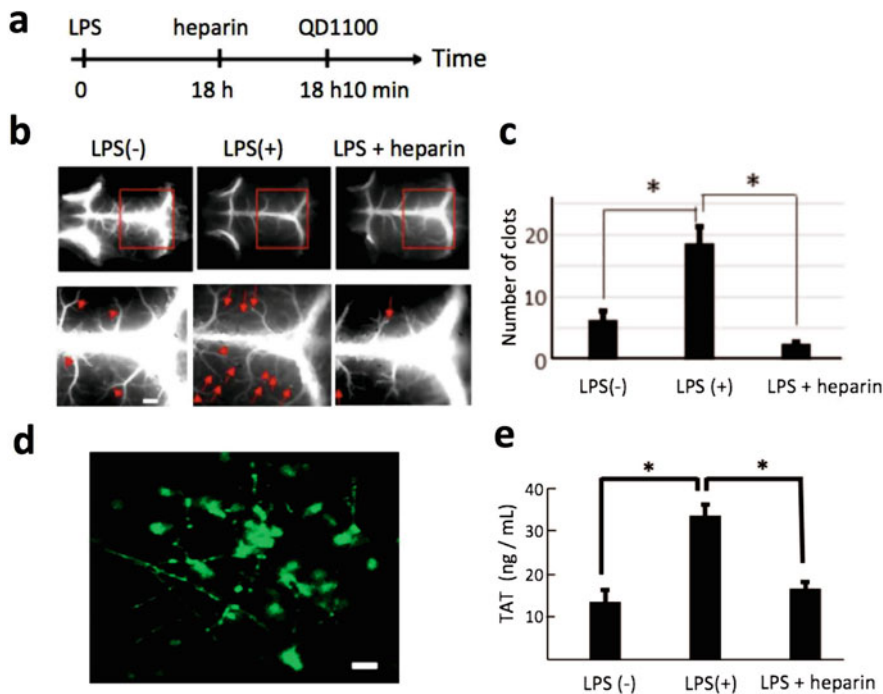 a
LPS heparin QD1100
Time
0 18 h 18 h10 min
b
LPS(-) LPS(+) LPS + heparin
c
* *
Number of clots
20
10
0
LPS(-) LPS (+) LPS + heparin
d
e
* *
TAT (ng / mL)
40
30
20
10
LPS (-) LPS(+) LPS + heparin